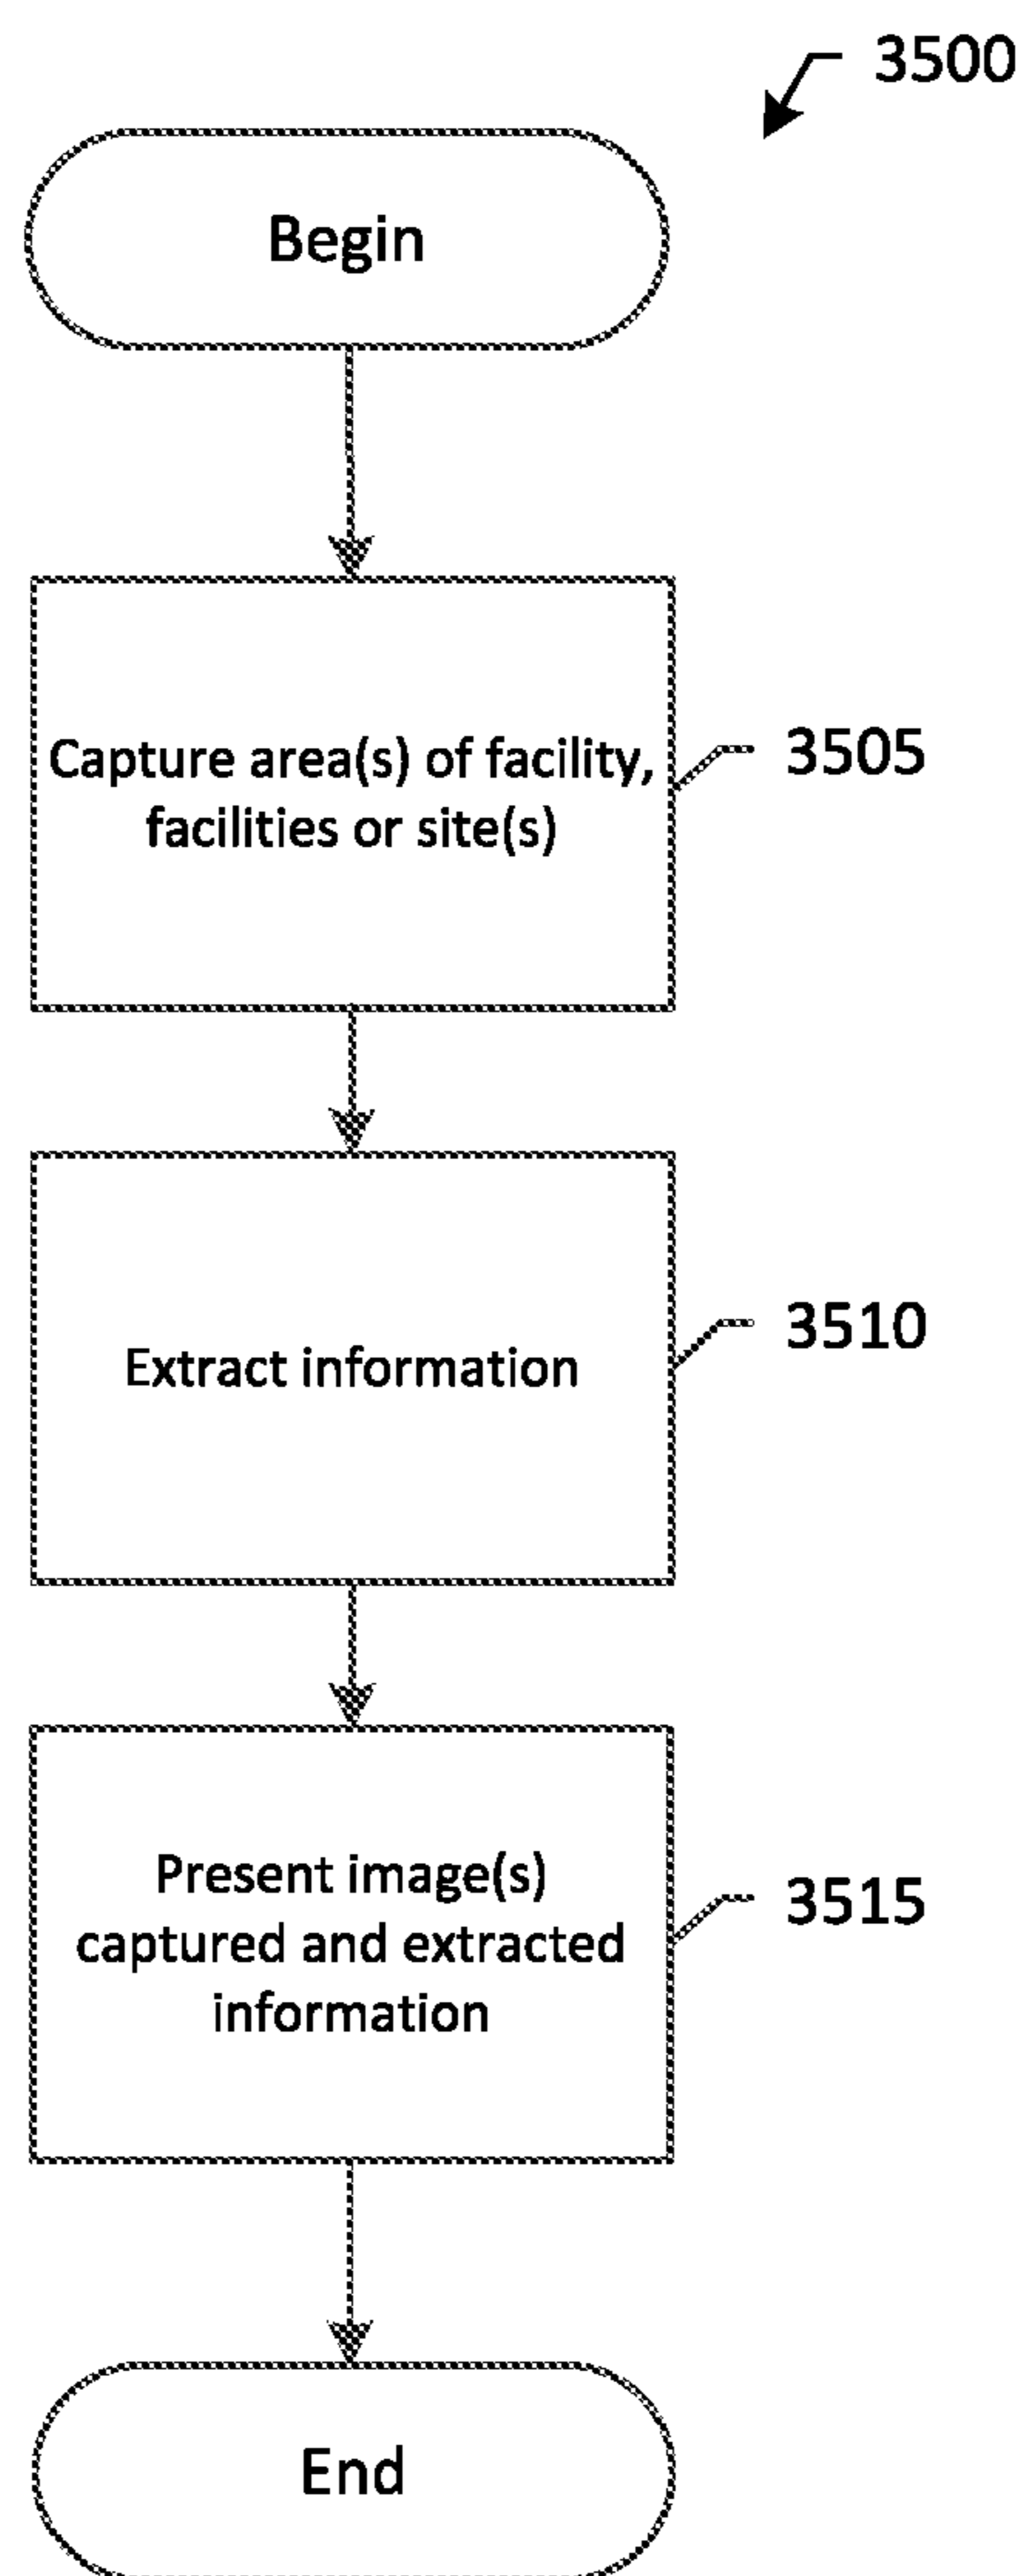 3500
Begin
Capture area(s) of facility,
facilities or site(s)
3505
Extract information
3510
Present image(s)
captured and extracted
information
3515
End